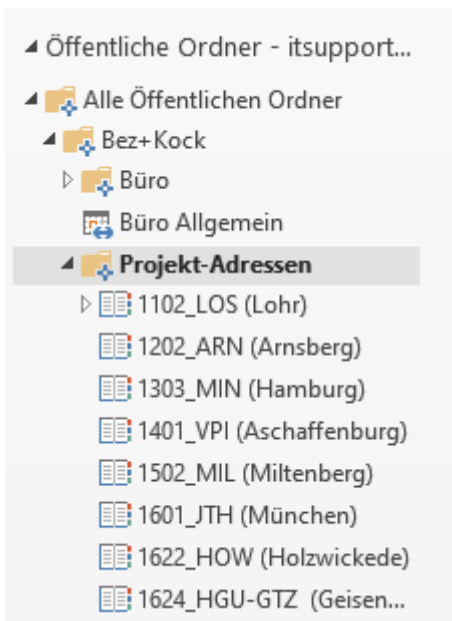 Öffentliche Ordner - itsupport...
Alle Öffentlichen Ordner
Bez+Kock
Büro
Büro Allgemein
Projekt-Adressen
1102_LOS (Lohr)
1202_ARN (Arnsberg)
1303_MIN (Hamburg)
1401_VPI (Aschaffenburg)
1502_MIL (Miltenberg)
1601_JTH (München)
1622_HOW (Holzwickede)
1624_HGU-GTZ  (Geisen...